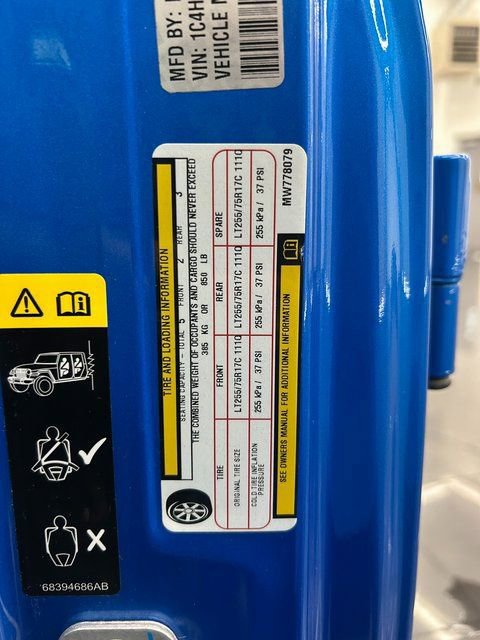 MFD BY:
VIN: 1C4H
VEHICLE
TIRE AND LOADING INFORMATION
SEATING CAPACITY - TOTAL 5 FRONT 2 REAR 3
THE COMBINED WEIGHT OF OCCUPANTS AND CARGO SHOULD NEVER EXCEED
385 KG OR 850 LB
TIRE FRONT REAR SPARE
ORIGINAL TIRE SIZE LT255/75R17C 111Q LT255/75R17C 111Q LT255/75R17C 111Q
COLD TIRE INFLATION PRESSURE 255 kPa / 37 PSI 255 kPa / 37 PSI 255 kPa / 37 PSI
SEE OWNERS MANUAL FOR ADDITIONAL INFORMATION
MW778079
68394686AB